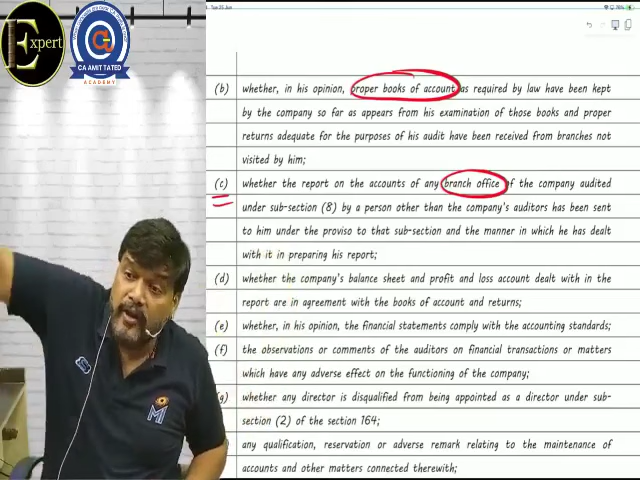 Tue 25 Jun
Expert
CA AMIT TATED
ACADEMY
(b) whether, in his opinion, proper books of account as required by law have been kept
by the company so far as appears from his examination of those books and proper
returns adequate for the purposes of his audit have been received from branches not
visited by him;
(c) whether the report on the accounts of any branch office of the company audited
under sub-section (8) by a person other than the company's auditors has been sent
to him under the proviso to that sub-section and the manner in which he has dealt
with it in preparing his report;
(d) whether the company's balance sheet and profit and loss account dealt with in the
report are in agreement with the books of account and returns;
(e) whether, in his opinion, the financial statements comply with the accounting standards;
(f) the observations or comments of the auditors on financial transactions or matters
which have any adverse effect on the functioning of the company;
(g) whether any director is disqualified from being appointed as a director under sub-
section (2) of the section 164;
any qualification, reservation or adverse remark relating to the maintenance of
accounts and other matters connected therewith;
MI